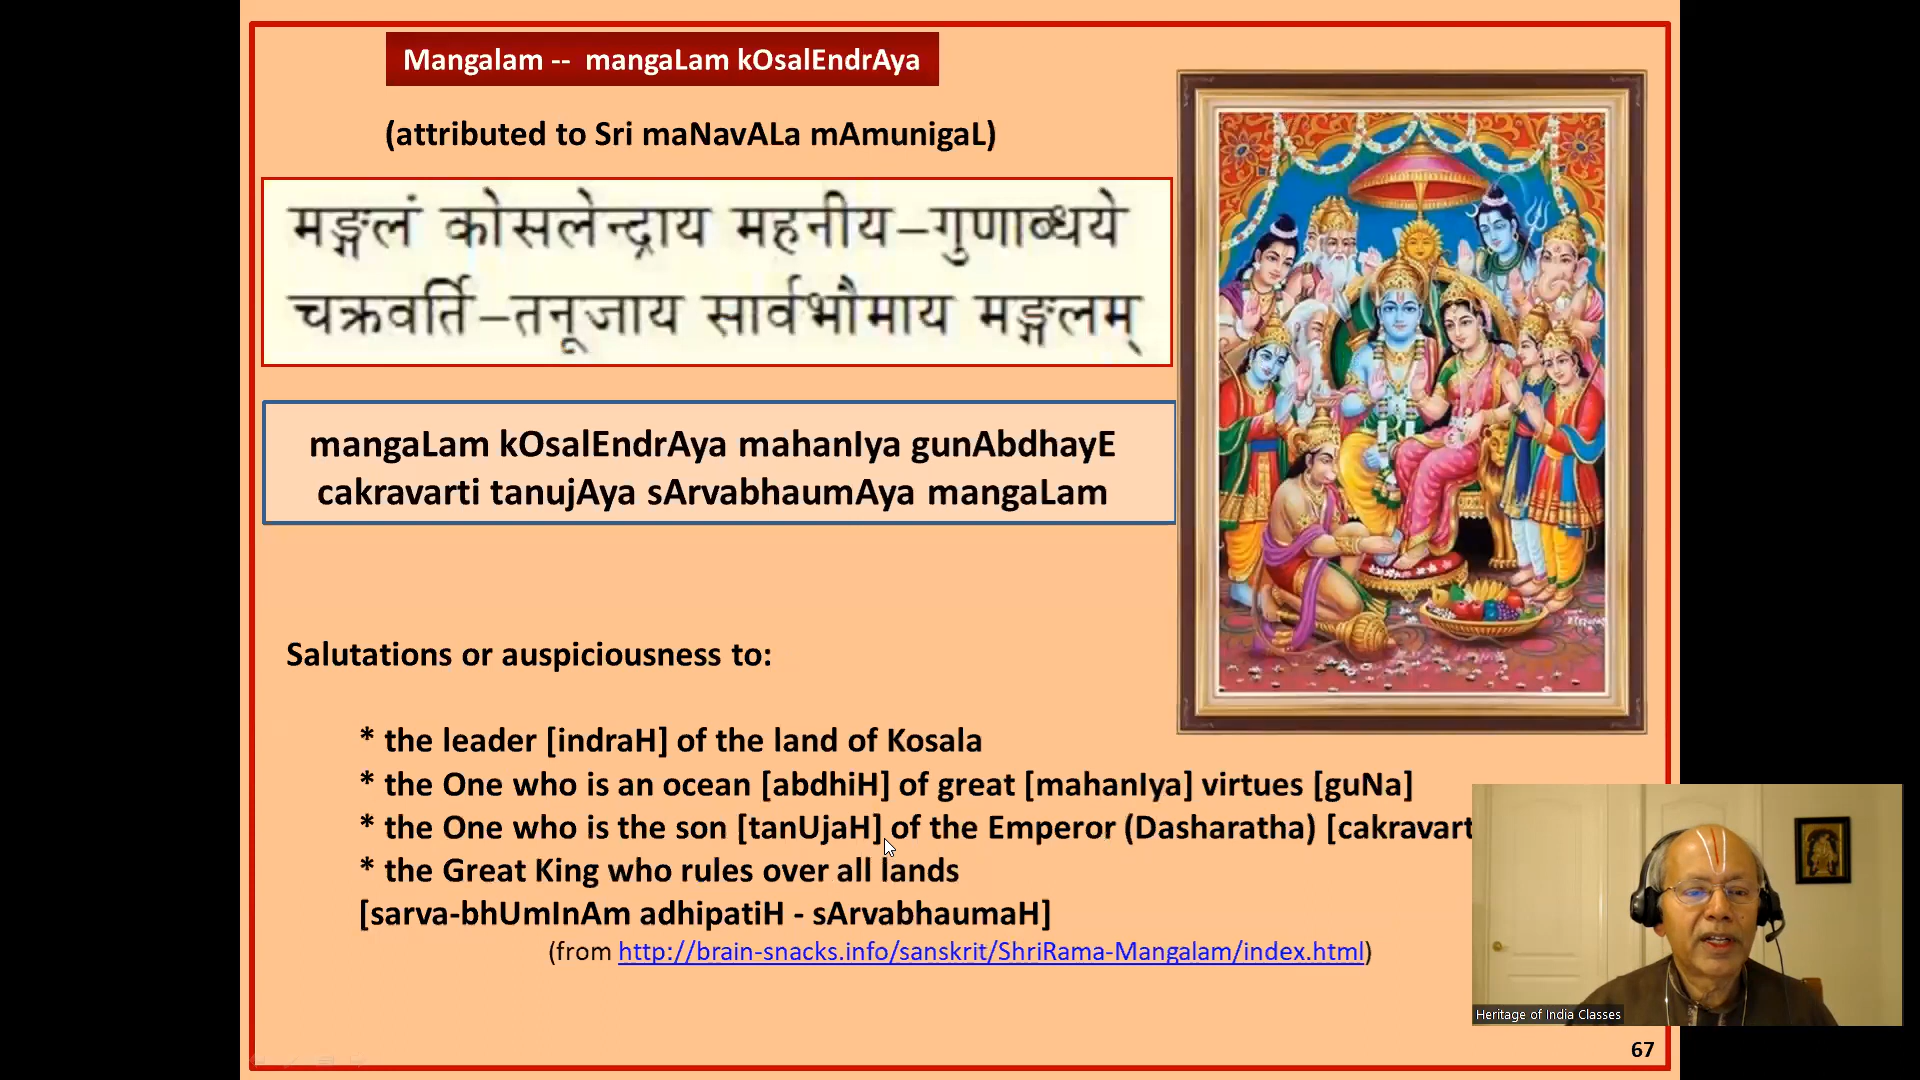 Mangalam -- mangaLam kOsalEndrAya
(attributed to Sri maNavALa mAmunigaL)
मङ्गलं कोसलेन्द्राय महनीय–गुणाब्धये
चक्रवर्ति–तनूजाय सार्वभौमाय मङ्गलम्
mangaLam kOsalEndrAya mahanIya gunAbdhayE
cakravarti tanujAya sArvabhaumAya mangaLam
Salutations or auspiciousness to:
* the leader [indraH] of the land of Kosala
* the One who is an ocean [abdhiH] of great [mahanIya] virtues [guNa]
* the One who is the son [tanUjaH] of the Emperor (Dasharatha) [cakravart
* the Great King who rules over all lands
[sarva-bhUmInAm adhipatiH - sArvabhaumaH]
(from http://brain-snacks.info/sanskrit/ShriRama-Mangalam/index.html)
Heritage of India Classes
67